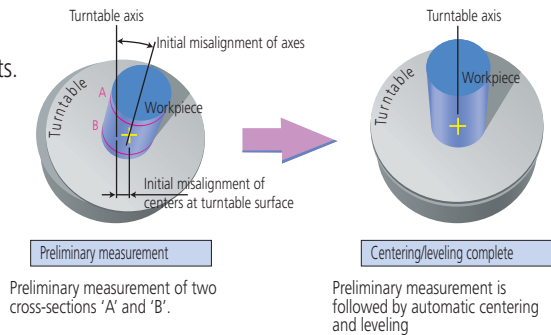 Turntable axis
Initial misalignment of axes
ts.
Turntable
A
Workpiece
B
Initial misalignment of
centers at turntable surface
Preliminary measurement
Preliminary measurement of two
cross-sections ‘A’ and ‘B’.
Turntable axis
Turntable
Workpiece
Centering/leveling complete
Preliminary measurement is
followed by automatic centering
and leveling